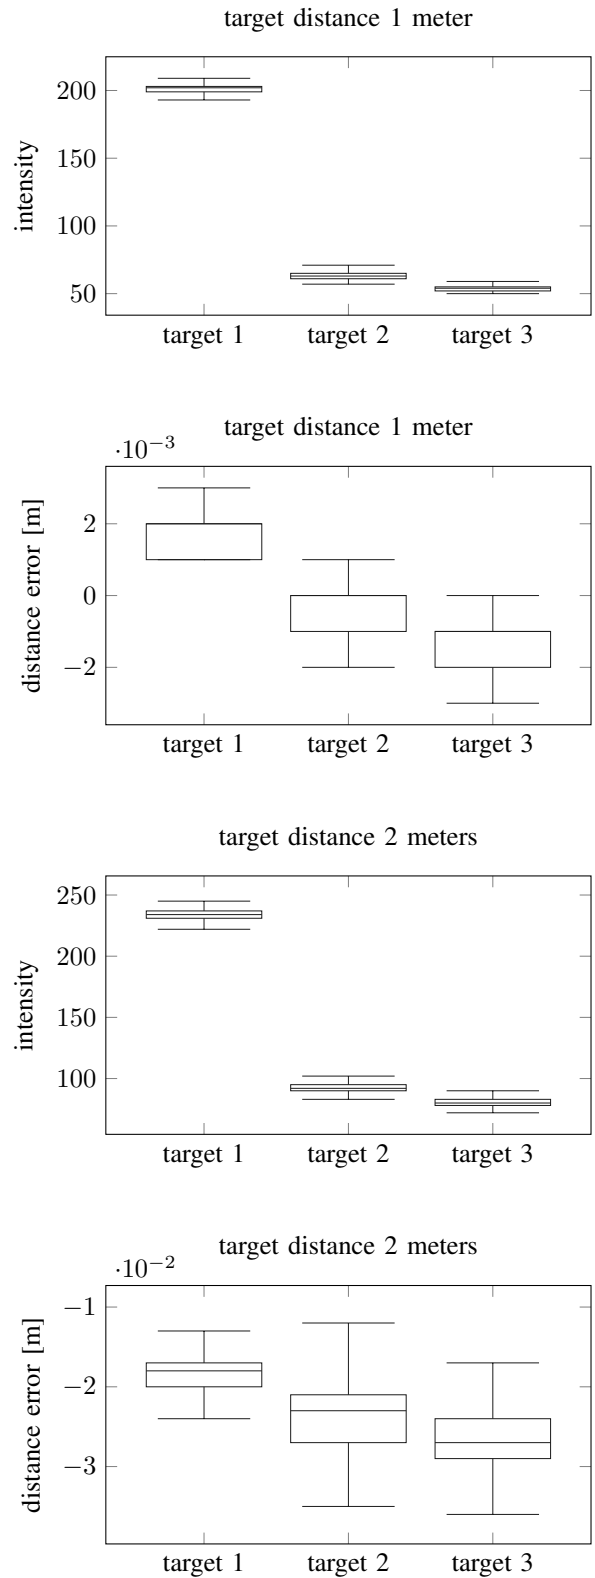 target distance 1 meter
200
150
100
50
intensity
target 1 target 2 target 3
target distance 1 meter
·10⁻³
2
0
−2
distance error [m]
target 1 target 2 target 3
target distance 2 meters
250
200
150
100
intensity
target 1 target 2 target 3
target distance 2 meters
·10⁻²
−1
−2
−3
distance error [m]
target 1 target 2 target 3